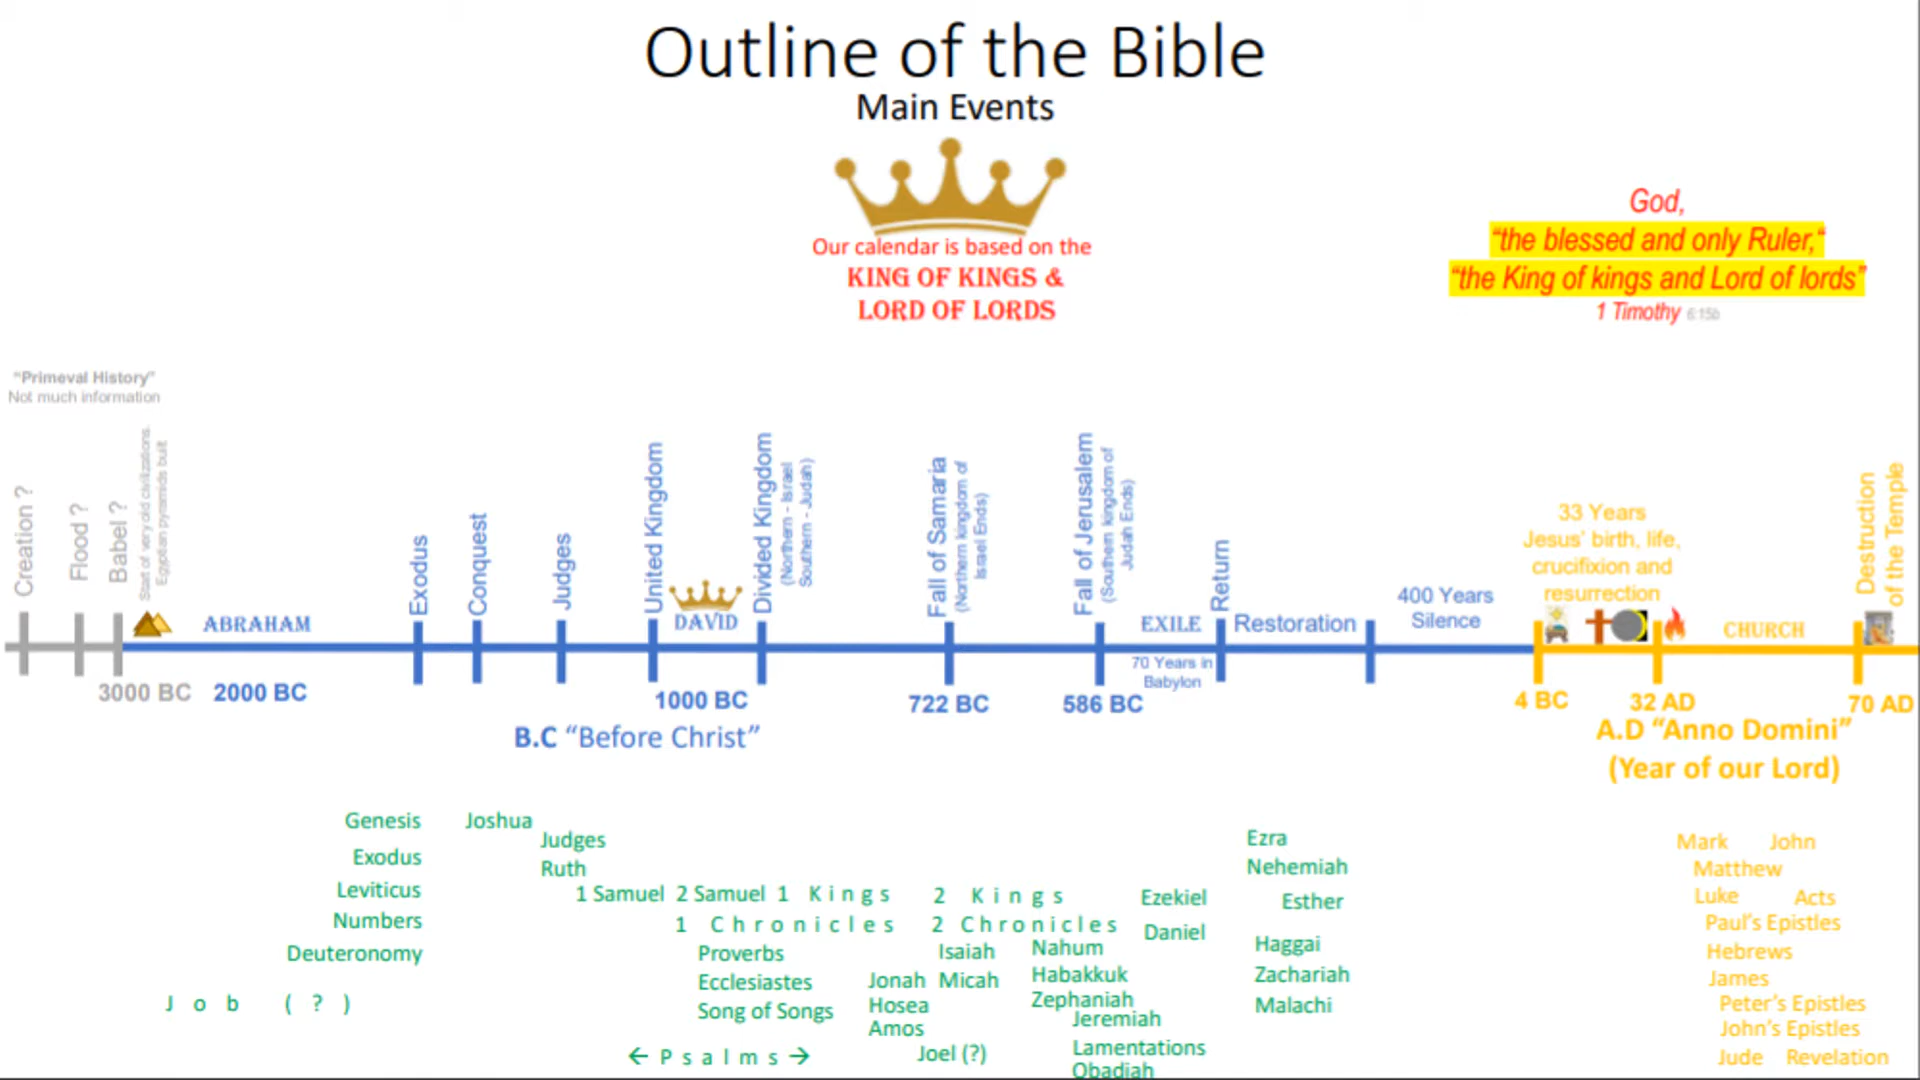 Outline of the Bible
Main Events
Our calendar is based on the
KING OF KINGS &
LORD OF LORDS
God,
“the blessed and only Ruler,“
“the King of kings and Lord of lords”
1 Timothy 6:15b
“Primeval History”
Not much information
Creation ?
Flood ?
Babel ?
Start of very old civilizations.
Egyptian pyramids built
ABRAHAM
Exodus
Conquest
Judges
United Kingdom
DAVID
Divided Kingdom
(Northern - Israel
Southern - Judah)
Fall of Samaria
(Northern kingdom of
Israel Ends)
Fall of Jerusalem
(Southern kingdom of
Judah Ends)
EXILE
70 Years in
Babylon
Return
Restoration
400 Years
Silence
33 Years
Jesus’ birth, life,
crucifixion and
resurrection
CHURCH
Destruction
of the Temple
3000 BC
2000 BC
1000 BC
722 BC
586 BC
4 BC
32 AD
70 AD
B.C “Before Christ”
A.D “Anno Domini”
(Year of our Lord)
Genesis
Exodus
Leviticus
Numbers
Deuteronomy
Job (?)
Joshua
Judges
Ruth
1 Samuel 2 Samuel 1 Kings 2 Kings
1 Chronicles 2 Chronicles
Proverbs
Ecclesiastes
Song of Songs
← Psalms →
Jonah
Hosea
Amos
Joel (?)
Isaiah
Micah
Nahum
Habakkuk
Zephaniah
Jeremiah
Lamentations
Obadiah
Ezekiel
Daniel
Ezra
Nehemiah
Esther
Haggai
Zachariah
Malachi
Mark John
Matthew
Luke Acts
Paul’s Epistles
Hebrews
James
Peter’s Epistles
John’s Epistles
Jude Revelation